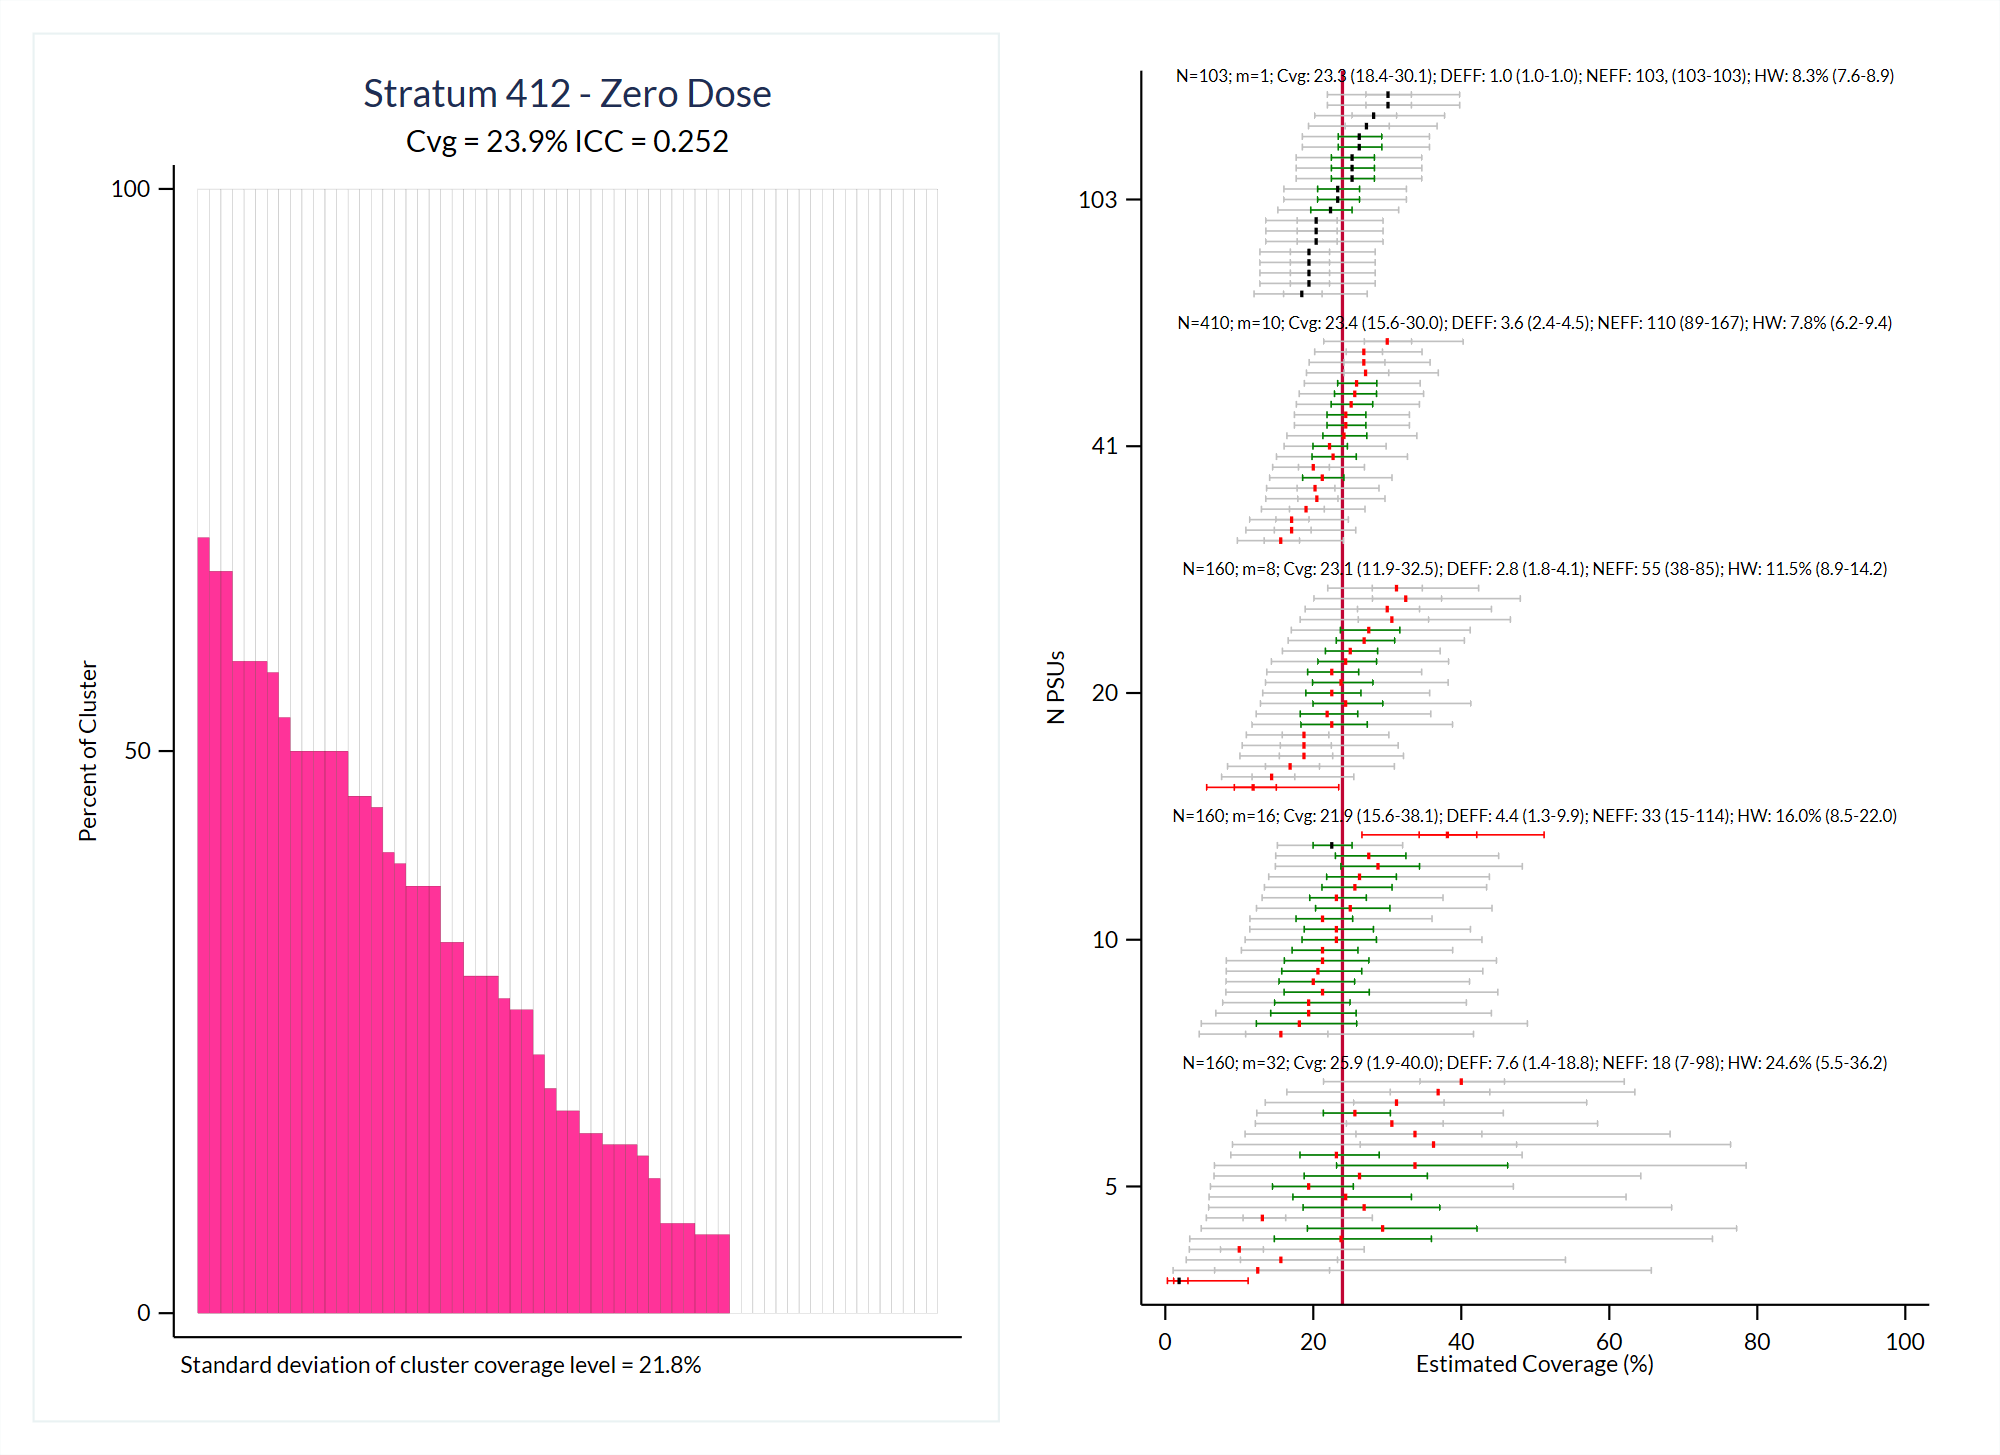 Stratum 412 - Zero Dose
Cvg = 23.9% ICC = 0.252
Percent of Cluster
100
50
0
Standard deviation of cluster coverage level = 21.8%
N PSUs
N=103; m=1; Cvg: 23.3 (18.4-30.1); DEFF: 1.0 (1.0-1.0); NEFF: 103, (103-103); HW: 8.3% (7.6-8.9)
103
N=410; m=10; Cvg: 23.4 (15.6-30.0); DEFF: 3.6 (2.4-4.5); NEFF: 110 (89-167); HW: 7.8% (6.2-9.4)
41
N=160; m=8; Cvg: 23.1 (11.9-32.5); DEFF: 2.8 (1.8-4.1); NEFF: 55 (38-85); HW: 11.5% (8.9-14.2)
20
N=160; m=16; Cvg: 21.9 (15.6-38.1); DEFF: 4.4 (1.3-9.9); NEFF: 33 (15-114); HW: 16.0% (8.5-22.0)
10
N=160; m=32; Cvg: 25.9 (1.9-40.0); DEFF: 7.6 (1.4-18.8); NEFF: 18 (7-98); HW: 24.6% (5.5-36.2)
5
0 20 40 60 80 100
Estimated Coverage (%)